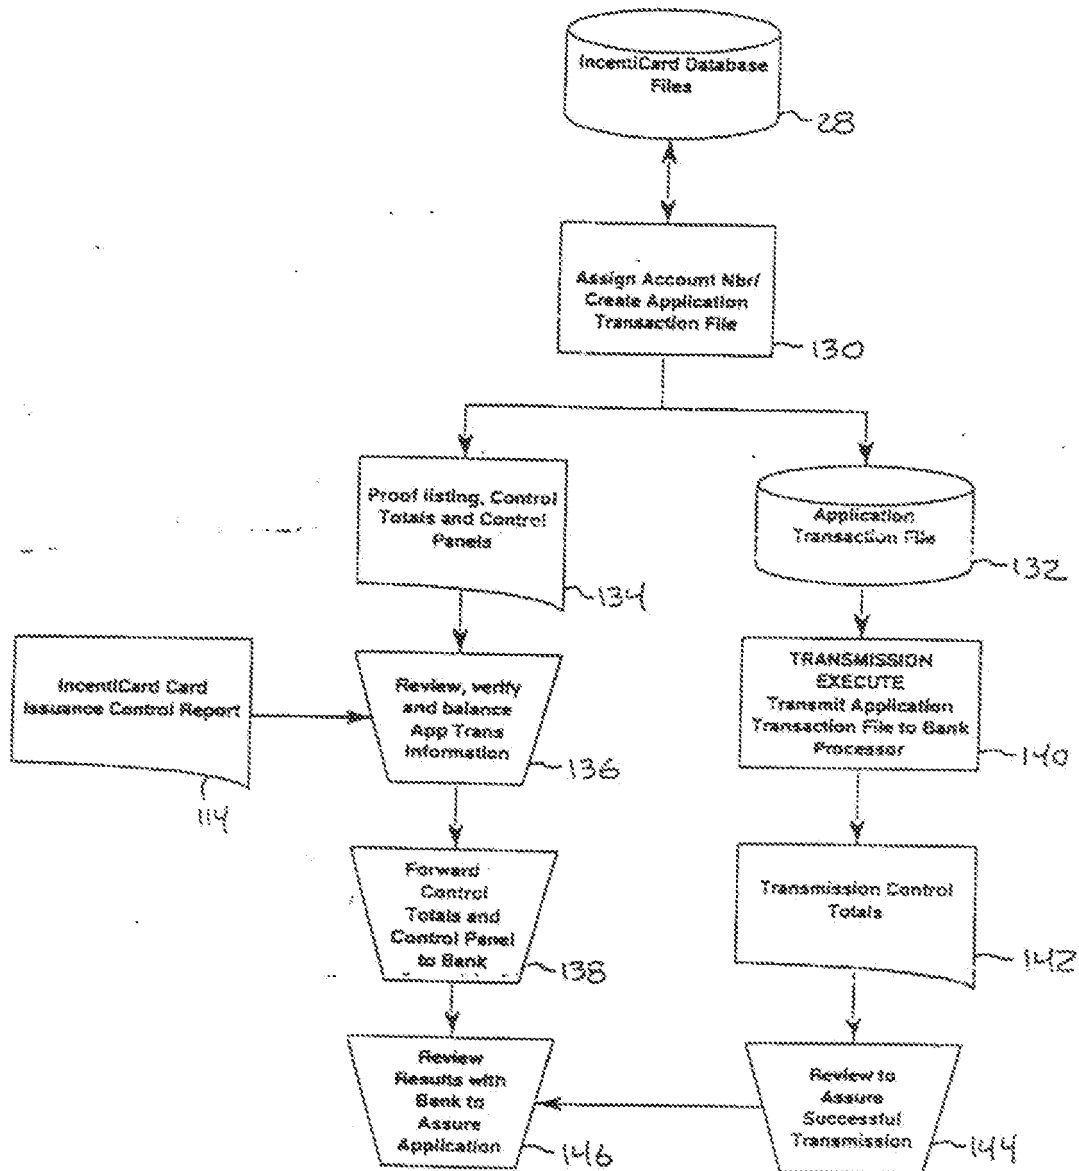 IncentiCard Database
Files
28
Assign Account Nbr/
Create Application
Transaction File
130
Proof listing, Control
Totals and Control
Panels
134
Application
Transaction File
132
IncentiCard Card
Issuance Control Report
114
Review, verify
and balance
App Trans
Information
136
TRANSMISSION
EXECUTE
Transmit Application
Transaction File to Bank
Processor
140
Forward
Control
Totals and
Control Panel
to Bank
138
Transmission Control
Totals
142
Review
Results with
Bank to
Assure
Application
146
Review to
Assure
Successful
Transmission
144